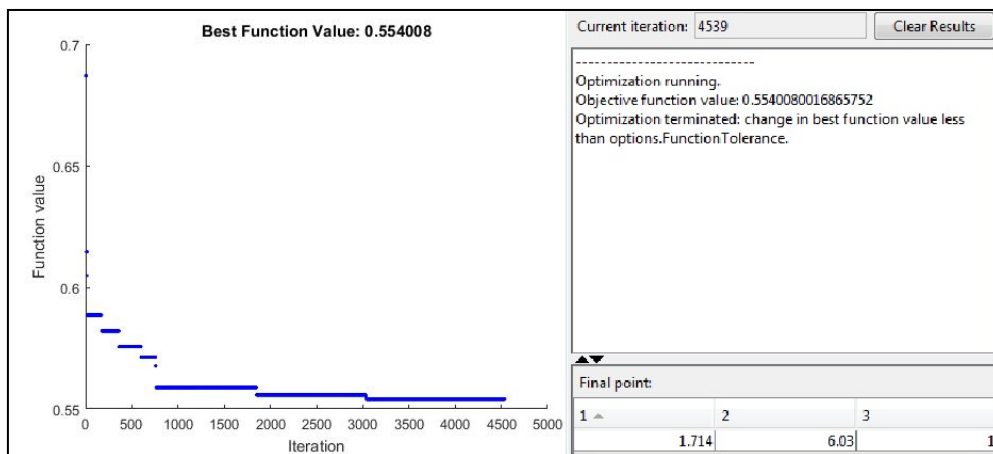 Best Function Value: 0.554008
0.7
0.65
0.6
0.55
Function value
0
500
1000
1500
2000
2500
3000
3500
4000
4500
5000
Iteration
Current iteration: 4539
Clear Results
-----------------------------
Optimization running.
Objective function value: 0.5540080016865752
Optimization terminated: change in best function value less
than options.FunctionTolerance.
Final point:
1 2 3
1.714 6.03 1